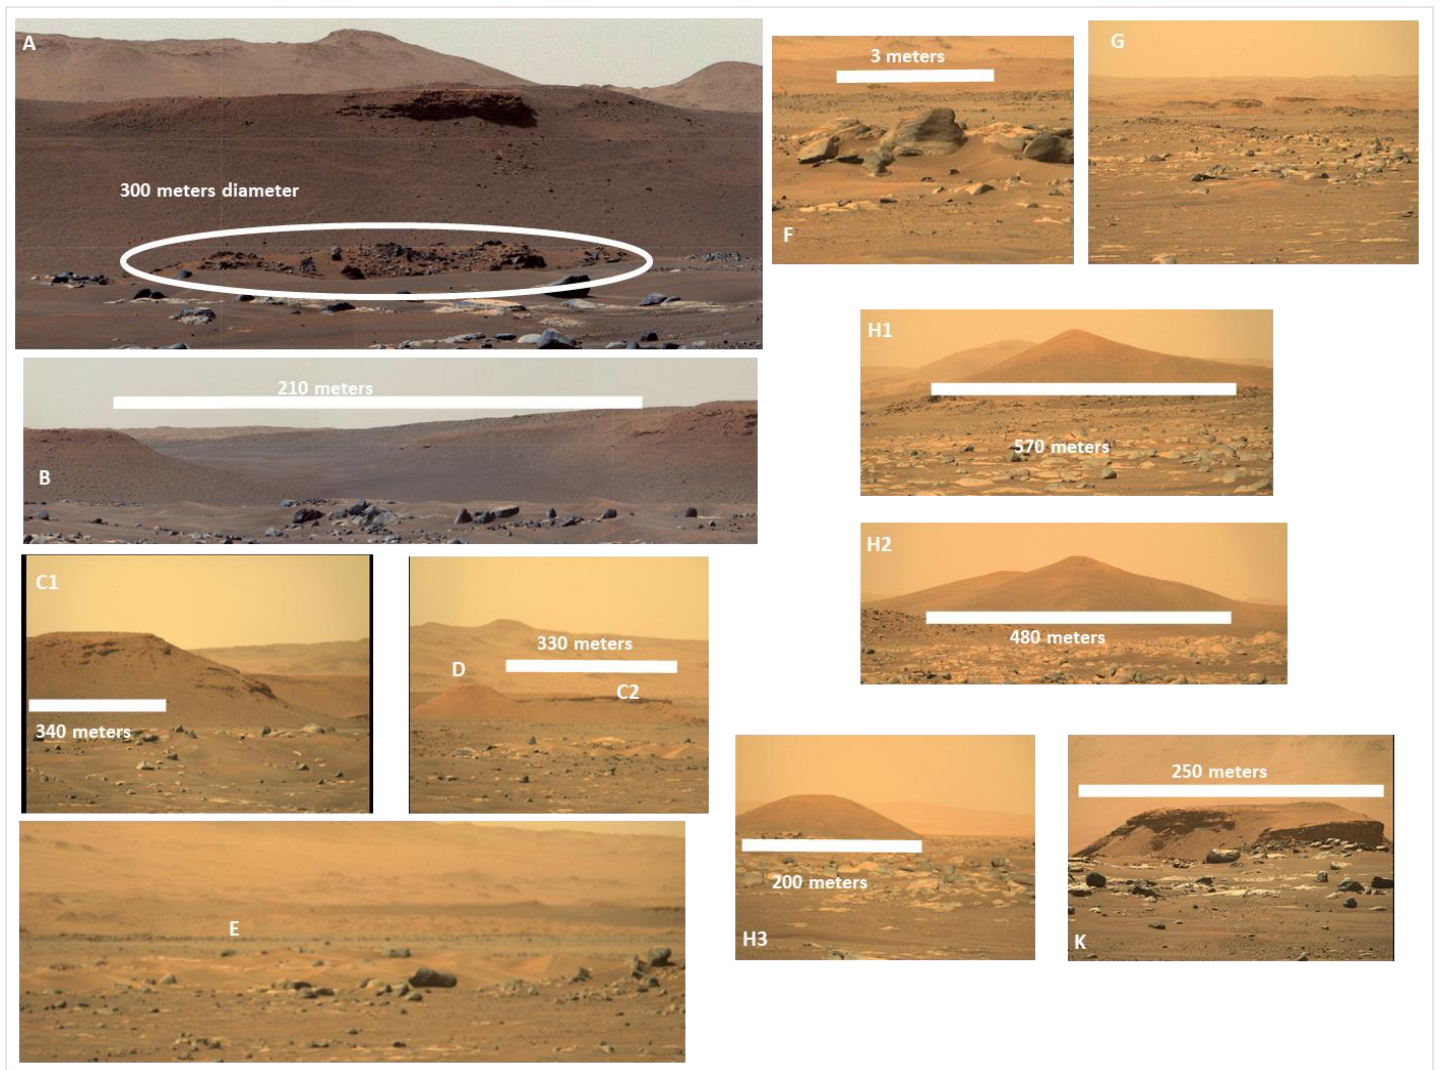 A
300 meters diameter
210 meters
B
C1
340 meters
D
330 meters
C2
E
3 meters
F
G
H1
570 meters
H2
480 meters
200 meters
H3
250 meters
K